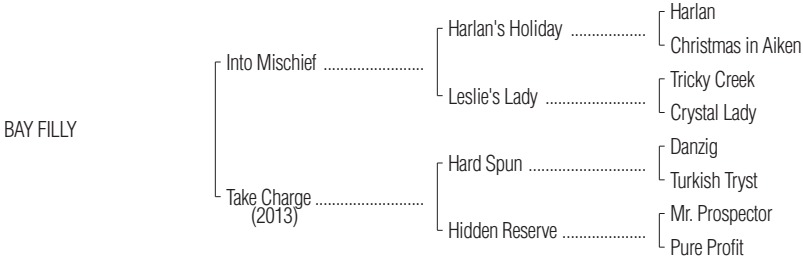 Harlan
Harlan's Holiday ..................
Christmas in Aiken
Into Mischief ........................
Tricky Creek
Leslie's Lady ........................
Crystal Lady
BAY FILLY
Danzig
Hard Spun ............................
Turkish Tryst
Take Charge ..........................
(2013)
Mr. Prospector
Hidden Reserve ....................
Pure Profit